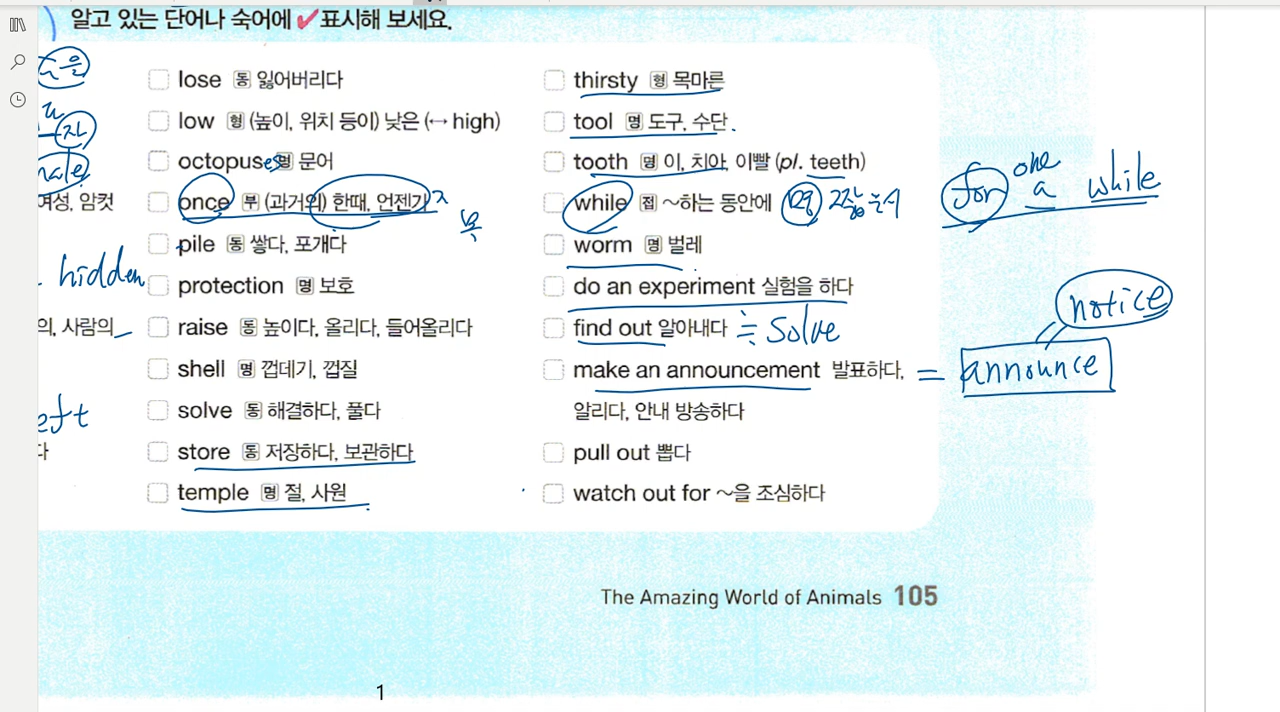 알고 있는 단어나 숙어에 ✓표시해 보세요.
여성, 암컷
hidden
의, 사람의
eft
다
lose 동 잃어버리다
low 형 (높이, 위치 등이) 낮은 (↔ high)
octopuses 명 문어
once 부 (과거의) 한때, 언젠가
pile 동 쌓다, 포개다
protection 명 보호
raise 동 높이다, 올리다, 들어올리다
shell 명 껍데기, 껍질
solve 동 해결하다, 풀다
store 동 저장하다, 보관하다
temple 명 절, 사원
thirsty 형 목마른
tool 명 도구, 수단
tooth 명 이, 치아, 이빨 (pl. teeth)
while 접 ~하는 동안에
for a while
one
worm 명 벌레
do an experiment 실험을 하다
find out 알아내다 ≒ solve
make an announcement 발표하다, = announce
notice
알리다, 안내 방송하다
pull out 뽑다
watch out for ~을 조심하다
The Amazing World of Animals 105
1